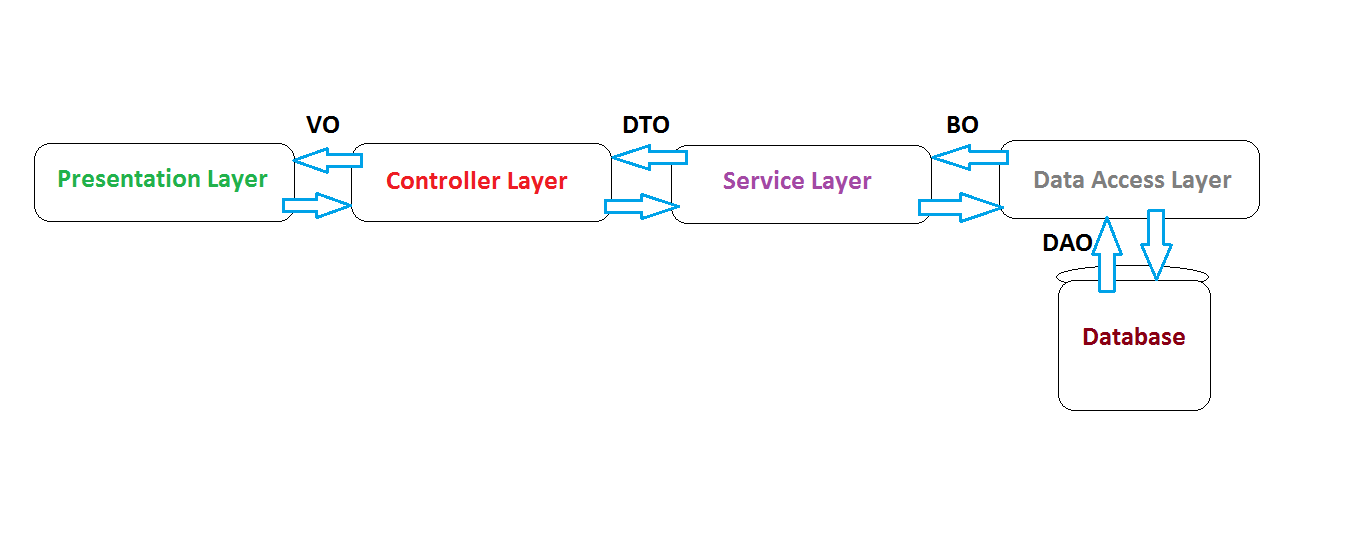 VO
DTO
BO
Presentation Layer
Controller Layer
Service Layer
Data Access Layer
DAO
Database